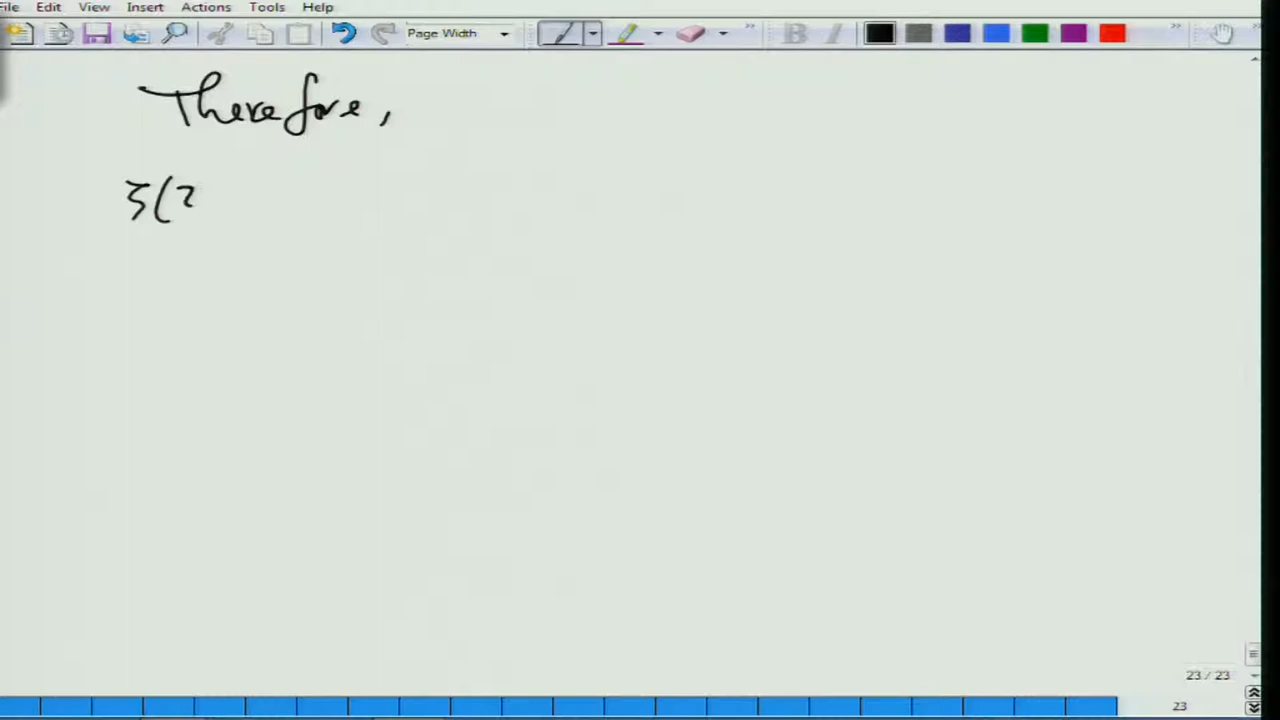 File Edit View Insert Actions Tools Help
Page Width B I
Therefore,
ζ(z
23 / 23
23